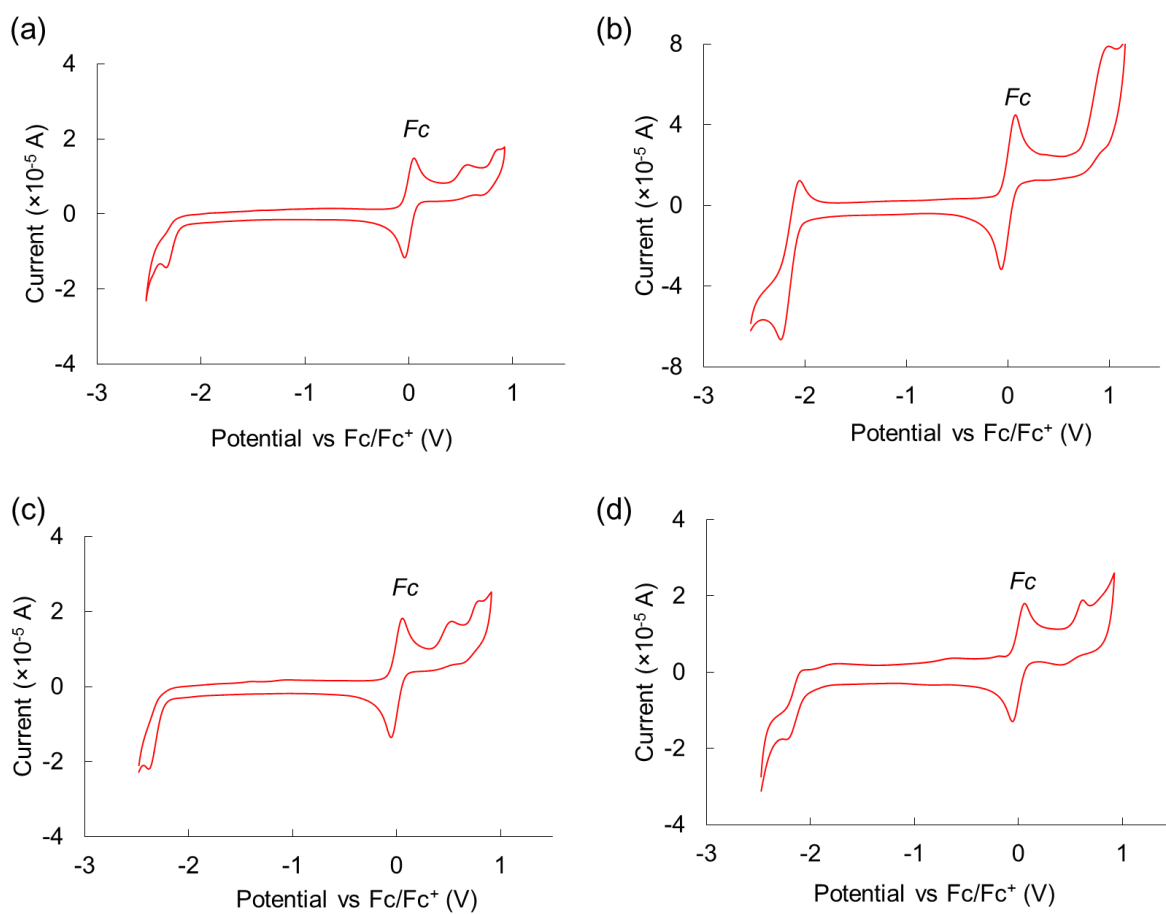 (a)
4
2
0
-2
-4
-3
-2
-1
0
1
Fc
Current (×10⁻⁵ A)
Potential vs Fc/Fc⁺ (V)
(b)
8
4
0
-4
-8
-3
-2
-1
0
1
Fc
Current (×10⁻⁵ A)
Potential vs Fc/Fc⁺ (V)
(c)
4
2
0
-2
-4
-3
-2
-1
0
1
Fc
Current (×10⁻⁵ A)
Potential vs Fc/Fc⁺ (V)
(d)
4
2
0
-2
-4
-3
-2
-1
0
1
Fc
Current (×10⁻⁵ A)
Potential vs Fc/Fc⁺ (V)